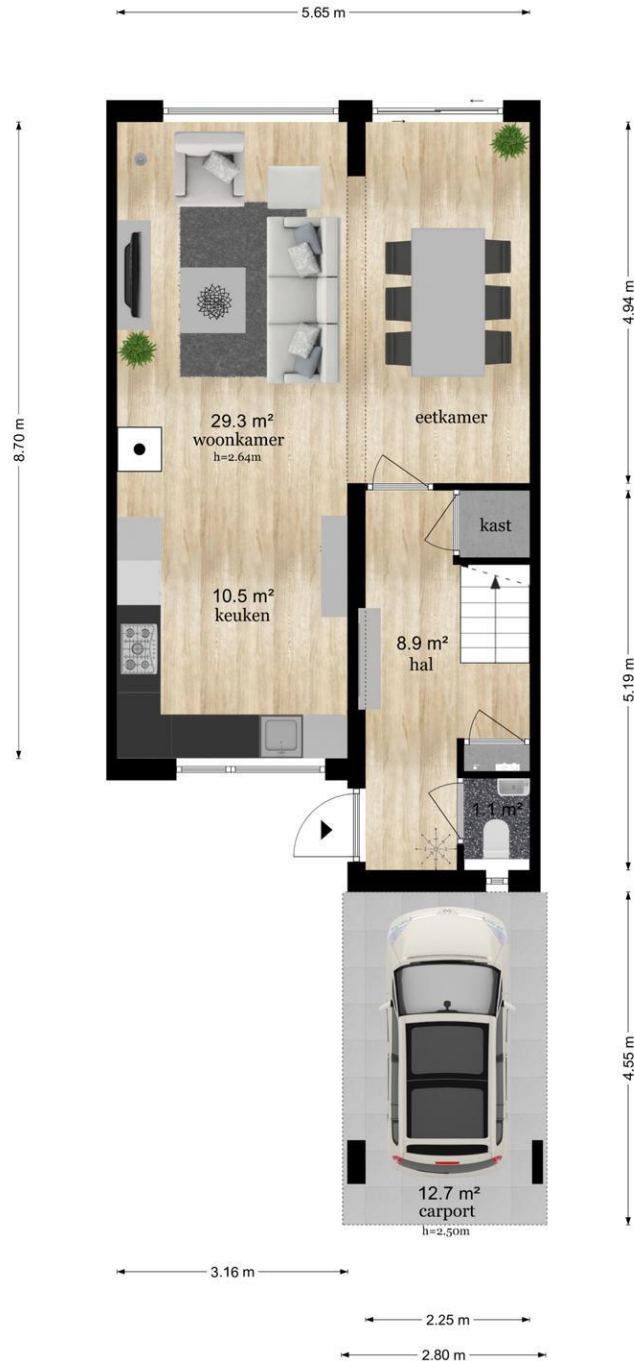 5.65 m
8.70 m
4.94 m
29.3 m²
woonkamer
h=2.64m
eetkamer
kast
10.5 m²
keuken
8.9 m²
hal
5.19 m
1.1 m²
4.55 m
12.7 m²
carport
h=2.50m
3.16 m
2.25 m
2.80 m